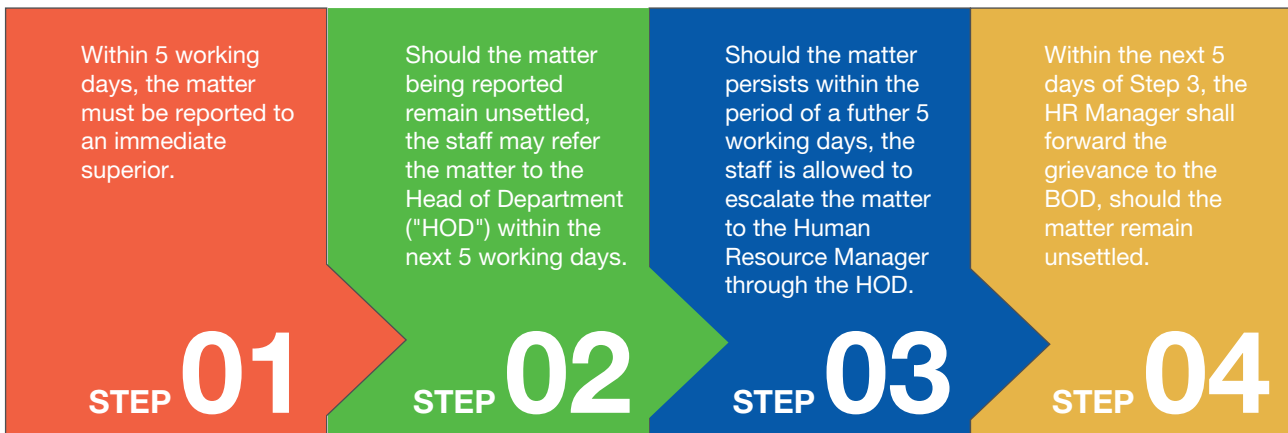 Within 5 working
days, the matter
must be reported to
an immediate
superior.
STEP 01
Should the matter
being reported
remain unsettled,
the staff may refer
the matter to the
Head of Department
("HOD") within the
next 5 working days.
STEP 02
Should the matter
persists within the
period of a futher 5
working days, the
staff is allowed to
escalate the matter
to the Human
Resource Manager
through the HOD.
STEP 03
Within the next 5
days of Step 3, the
HR Manager shall
forward the
grievance to the
BOD, should the
matter remain
unsettled.
STEP 04